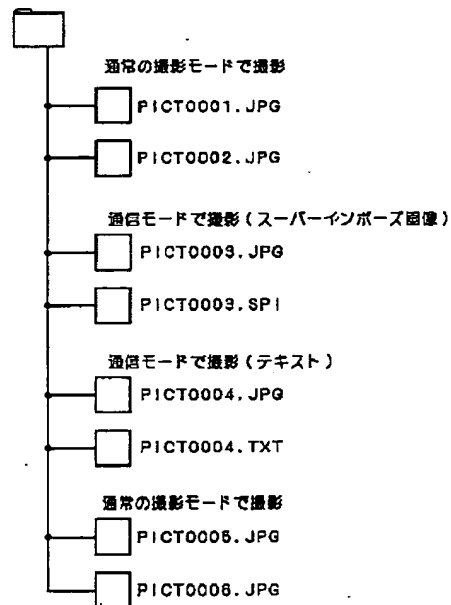 通常の撮影モードで撮影
PICT0001.JPG
PICT0002.JPG
通信モードで撮影(スーパーインポーズ画像)
PICT0003.JPG
PICT0003.SPI
通信モードで撮影(テキスト)
PICT0004.JPG
PICT0004.TXT
通常の撮影モードで撮影
PICT0005.JPG
PICT0006.JPG